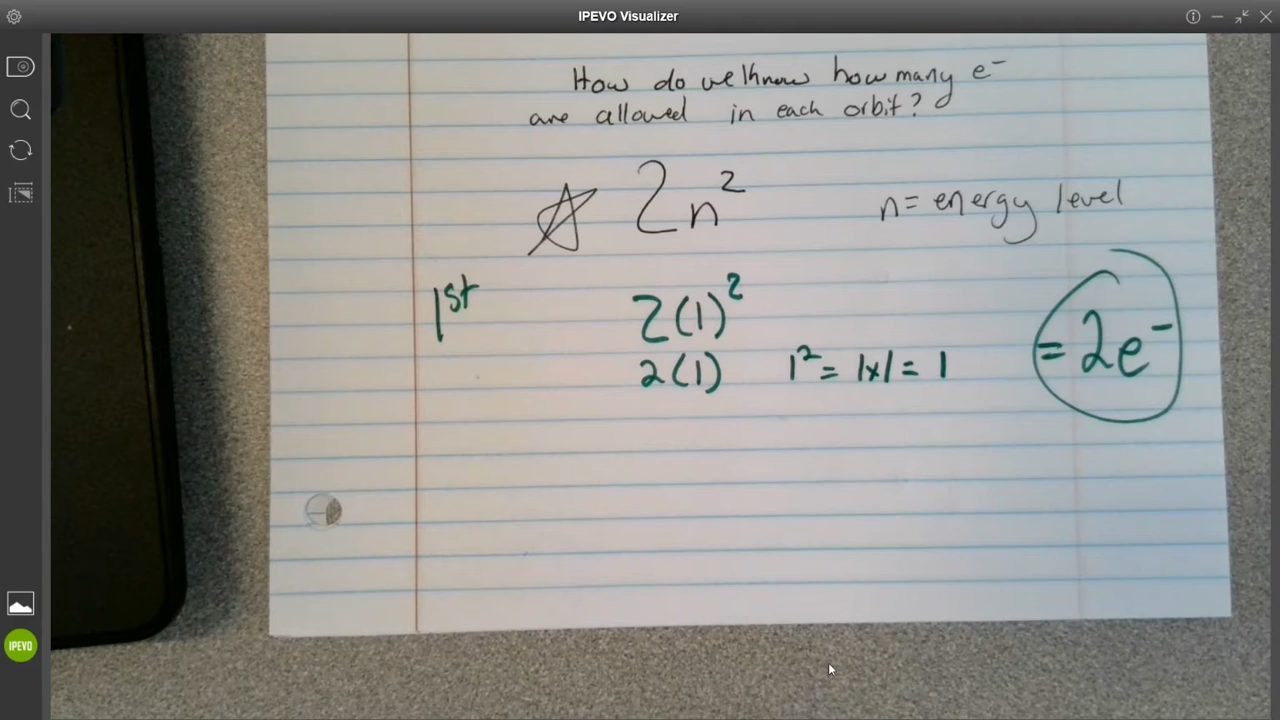 IPEVO Visualizer
How do we know how many e⁻
are allowed in each orbit?
2n² n = energy level
1st 2(1)²
2(1) 1² = 1x1 = 1 = 2e⁻
IPEVO